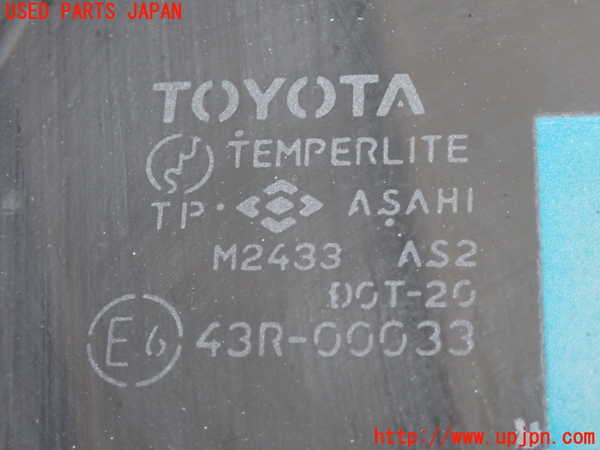 USED PARTS JAPAN
TOYOTA
TEMPERLITE
TP ASAHI
M2433 AS2
DOT-20
E6 43R-00033
http://www.upjpn.com/